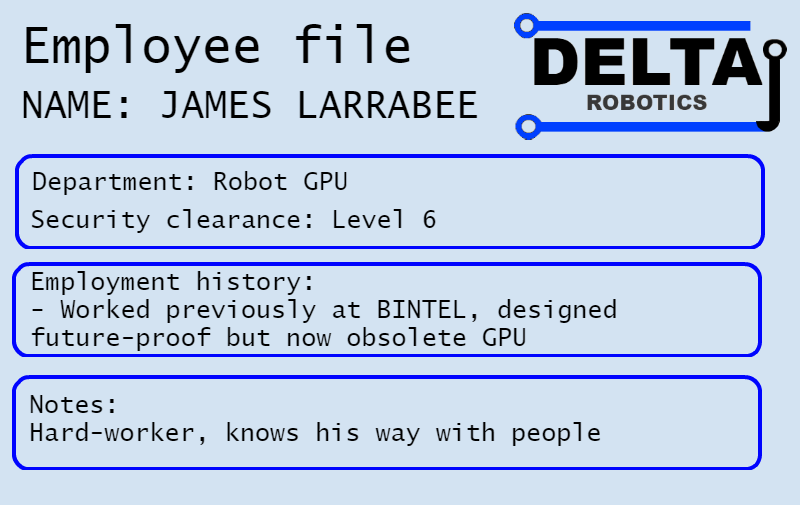 Employee file
DELTA
ROBOTICS
NAME: JAMES LARRABEE
Department: Robot GPU
Security clearance: Level 6
Employment history:
- Worked previously at BINTEL, designed
future-proof but now obsolete GPU
Notes:
Hard-worker, knows his way with people